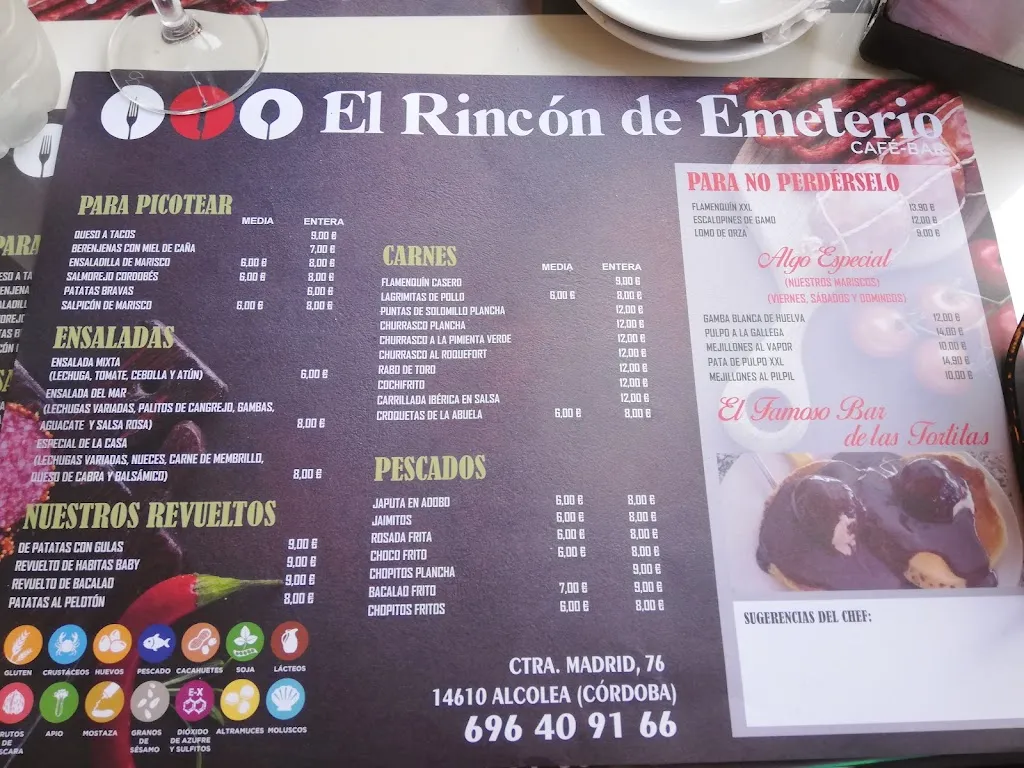 El Rincón de Emeterio
CAFÉ-BAR
PARA PICOTEAR
MEDIA ENTERA
QUESO A TACOS 9,00 €
BERENJENAS CON MIEL DE CAÑA 7,00 €
ENSALADILLA DE MARISCO 6,00 € 8,00 €
SALMOREJO CORDOBÉS 6,00 € 8,00 €
PATATAS BRAVAS 6,00 €
SALPICÓN DE MARISCO 6,00 € 8,00 €
ENSALADAS
ENSALADA MIXTA
(LECHUGA, TOMATE, CEBOLLA Y ATÚN) 6,00 €
ENSALADA DEL MAR
(LECHUGAS VARIADAS, PALITOS DE CANGREJO, GAMBAS,
AGUACATE Y SALSA ROSA) 8,00 €
ESPECIAL DE LA CASA
(LECHUGAS VARIADAS, NUECES, CARNE DE MEMBRILLO,
QUESO DE CABRA Y BALSÁMICO) 8,00 €
NUESTROS REVUELTOS
DE PATATAS CON GULAS 9,00 €
REVUELTO DE HABITAS BABY 9,00 €
REVUELTO DE BACALAO 9,00 €
PATATAS AL PELOTÓN 8,00 €
GLUTEN CRUSTÁCEOS HUEVOS PESCADO CACAHUETES SOJA LÁCTEOS
E-X
APIO MOSTAZA GRANOS DE SÉSAMO DIÓXIDO DE AZUFRE Y SULFITOS ALTRAMUCES MOLUSCOS
CARNES
MEDIA ENTERA
FLAMENQUÍN CASERO 9,00 €
LAGRIMITAS DE POLLO 6,00 € 8,00 €
PUNTAS DE SOLOMILLO PLANCHA 12,00 €
CHURRASCO PLANCHA 12,00 €
CHURRASCO A LA PIMIENTA VERDE 12,00 €
CHURRASCO AL ROQUEFORT 12,00 €
RABO DE TORO 12,00 €
COCHIFRITO 12,00 €
CARRILLADA IBÉRICA EN SALSA 12,00 €
CROQUETAS DE LA ABUELA 6,00 € 8,00 €
PESCADOS
JAPUTA EN ADOBO 6,00 € 8,00 €
JAIMITOS 6,00 € 8,00 €
ROSADA FRITA 6,00 € 8,00 €
CHOCO FRITO 6,00 € 8,00 €
CHOPITOS PLANCHA 9,00 €
BACALAO FRITO 7,00 € 9,00 €
CHOPITOS FRITOS 6,00 € 8,00 €
CTRA. MADRID, 76
14610 ALCOLEA (CÓRDOBA)
696 40 91 66
PARA NO PERDÉRSELO
FLAMENQUÍN XXL 13,90 €
ESCALOPINES DE GAMO 12,00 €
LOMO DE ORZA 9,00 €
Algo Especial
(NUESTROS MARISCOS)
(VIERNES, SÁBADOS Y DOMINGOS)
GAMBA BLANCA DE HUELVA 12,00 €
PULPO A LA GALLEGA 14,00 €
MEJILLONES AL VAPOR 10,00 €
PATA DE PULPO XXL 14,90 €
MEJILLONES AL PILPIL 10,00 €
El Famoso Bar
de las Tortitas
SUGERENCIAS DEL CHEF: